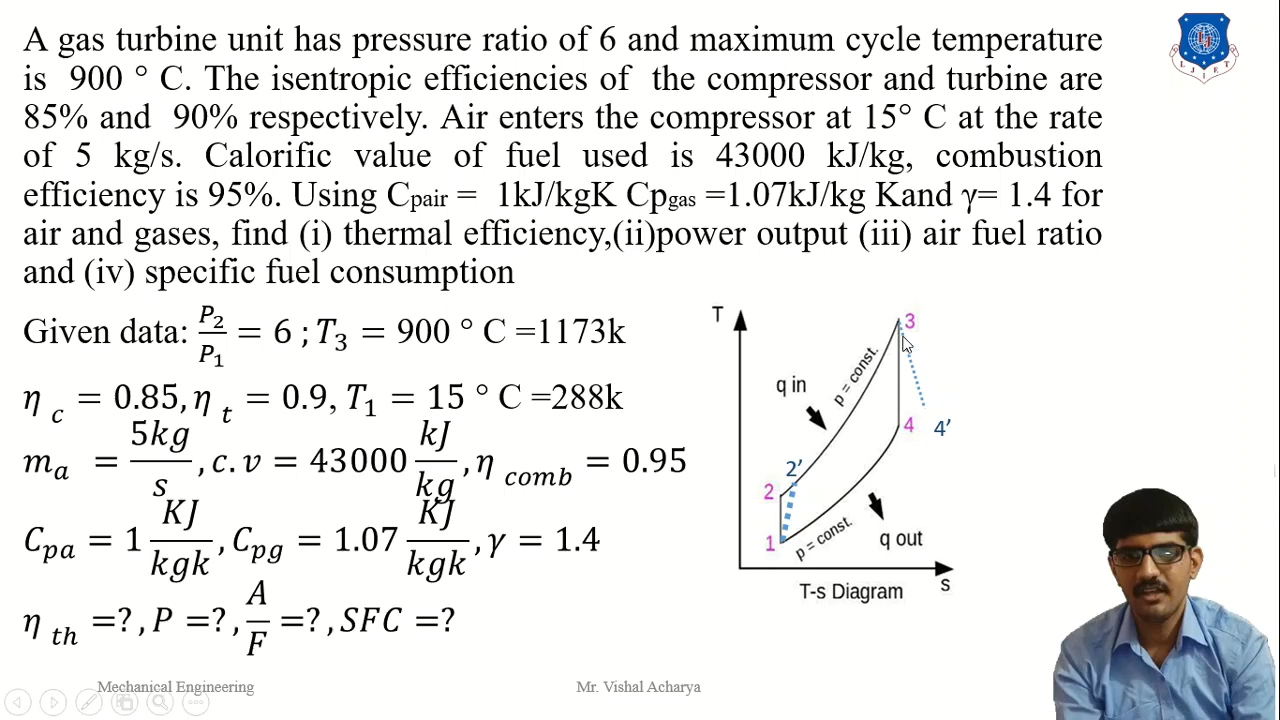 A gas turbine unit has pressure ratio of 6 and maximum cycle temperature
is 900 ° C. The isentropic efficiencies of the compressor and turbine are
85% and 90% respectively. Air enters the compressor at 15° C at the rate
of 5 kg/s. Calorific value of fuel used is 43000 kJ/kg, combustion
efficiency is 95%. Using Cpair = 1kJ/kgK Cpgas =1.07kJ/kg Kand γ= 1.4 for
air and gases, find (i) thermal efficiency,(ii)power output (iii) air fuel ratio
and (iv) specific fuel consumption
Given data: P₂/P₁ = 6 ; T₃ = 900 ° C =1173k
η c = 0.85, η t = 0.9, T₁ = 15 ° C =288k
mₐ = 5kg/s , c. v = 43000 kJ/kg , η comb = 0.95
Cpa = 1 KJ/kgk , Cpg = 1.07 KJ/kgk , γ = 1.4
η th =? , P =? , A/F =? , SFC =?
T
3
p = const.
q in
4
4’
2’
2
1
p = const.
q out
s
T-s Diagram
LJIET
Mechanical Engineering
Mr. Vishal Acharya